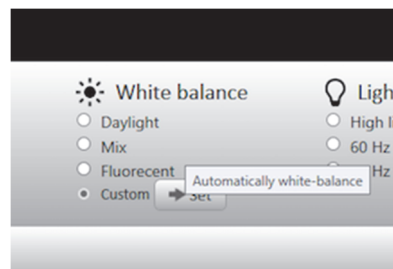 White balance
Daylight
Mix
Fluorecent
Custom
Set
Automatically white-balance
High
60 Hz
Hz